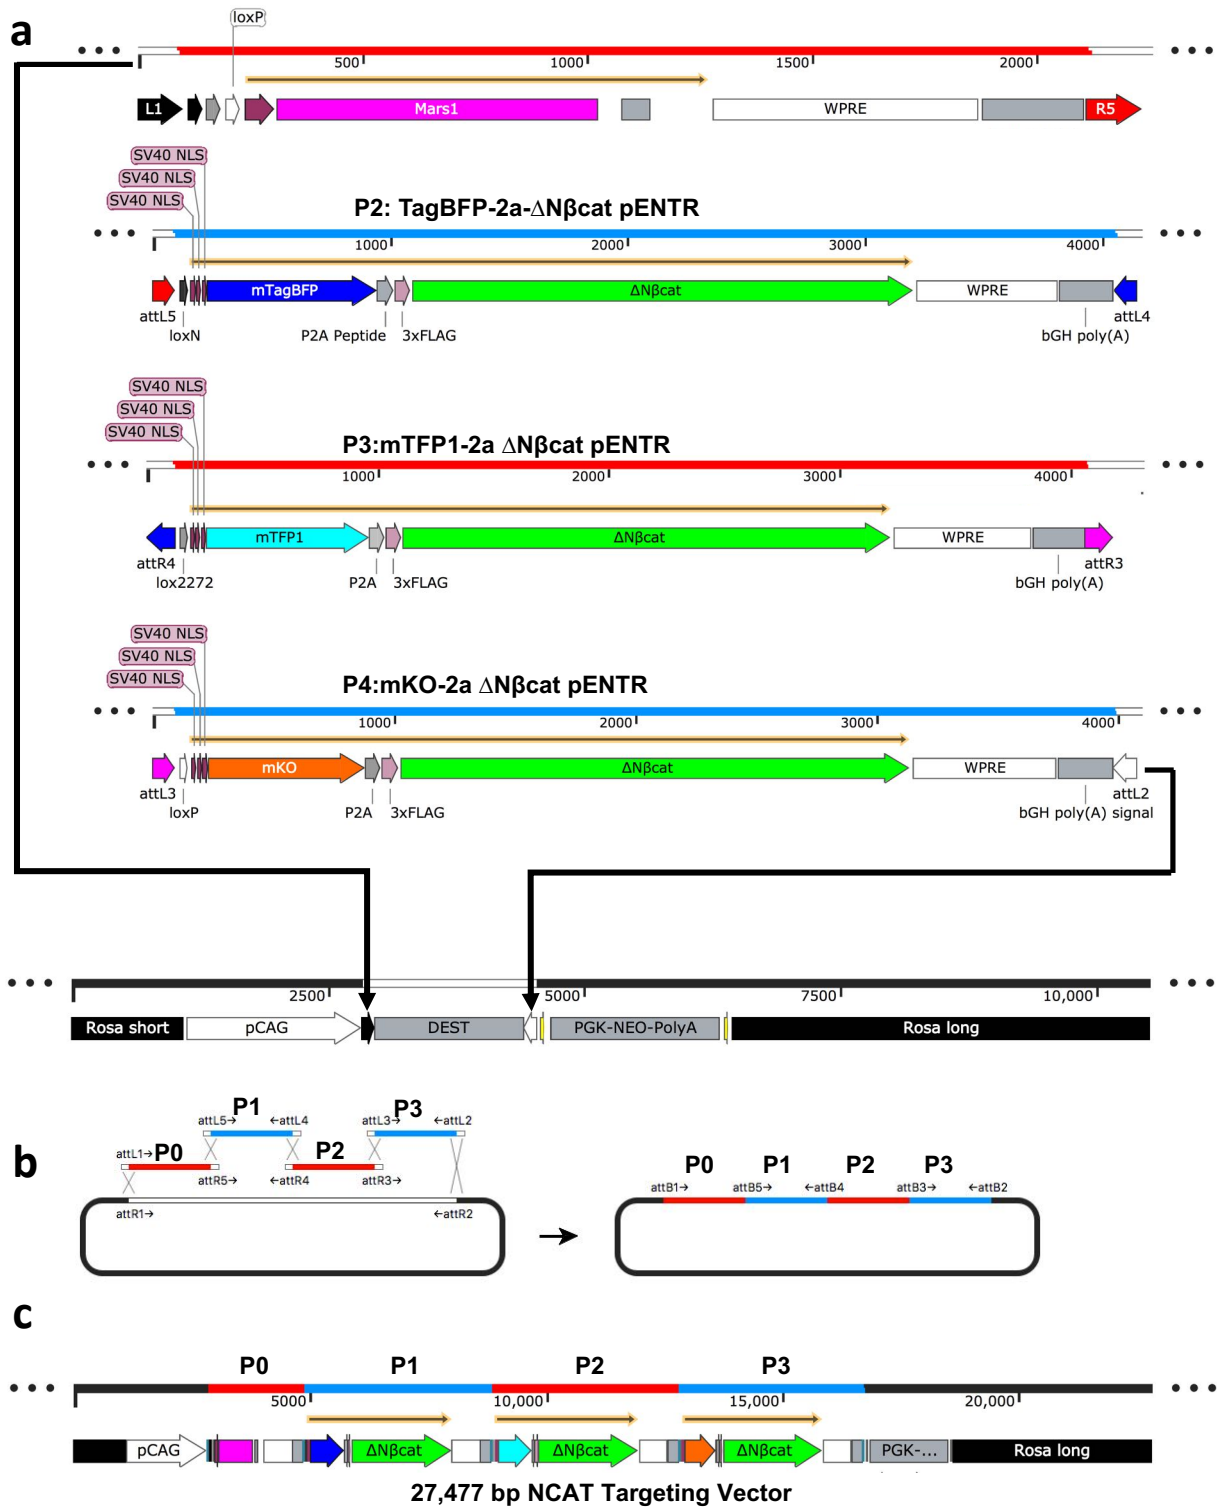 a
loxP
500 1000 1500 2000
L1 Mars1 WPRE R5
SV40 NLS
SV40 NLS
SV40 NLS
P2: TagBFP-2a-ΔNβcat pENTR
1000 2000 3000 4000
mTagBFP ΔNβcat WPRE
attL5 attL4
loxN P2A Peptide 3xFLAG bGH poly(A)
SV40 NLS
SV40 NLS
SV40 NLS
P3:mTFP1-2a ΔNβcat pENTR
1000 2000 3000 4000
mTFP1 ΔNβcat WPRE
attR4 attR3
lox2272 P2A 3xFLAG bGH poly(A)
SV40 NLS
SV40 NLS
SV40 NLS
P4:mKO-2a ΔNβcat pENTR
1000 2000 3000 4000
mKO ΔNβcat WPRE
attL3 attL2
loxP P2A 3xFLAG bGH poly(A) signal
2500 5000 7500 10,000
Rosa short pCAG DEST PGK-NEO-PolyA Rosa long
b
P1 P3
attL5→ ←attL4 attL3→ ←attL2
attL1→ P0 P2
attR5→ ←attR4 attR3→
attR1→ ←attR2
P0 P1 P2 P3
attB1→ attB5→ ←attB4 attB3→ ←attB2
c
P0 P1 P2 P3
5000 10,000 15,000 20,000
pCAG ΔNβcat ΔNβcat ΔNβcat PGK-... Rosa long
27,477 bp NCAT Targeting Vector